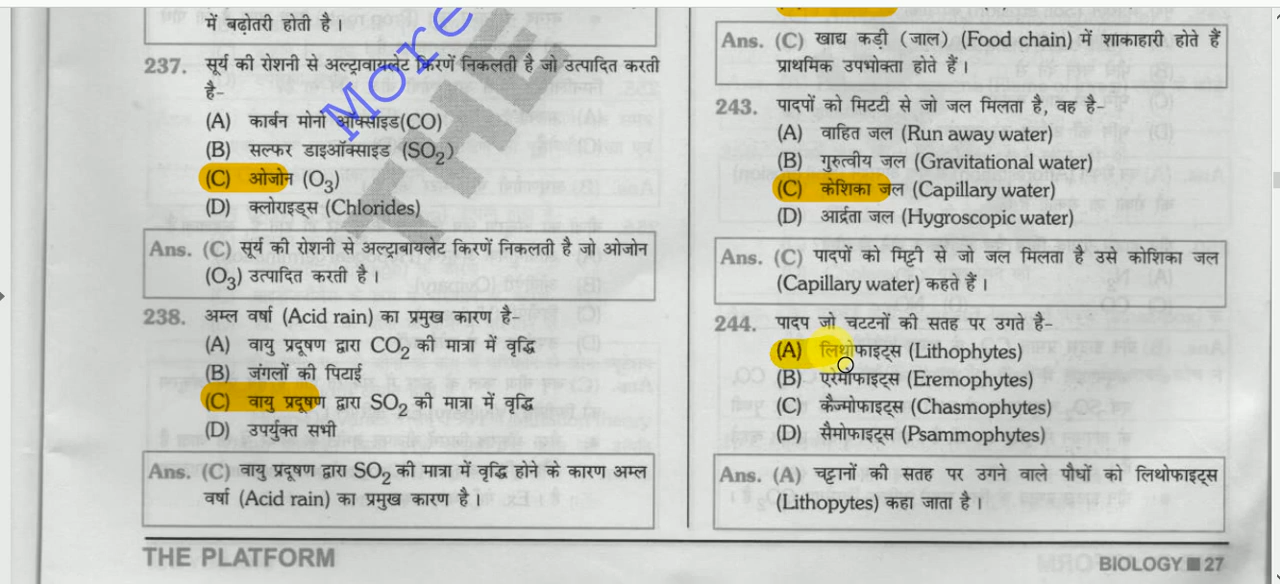 में बढ़ोतरी होती है।
237. सूर्य की रोशनी से अल्ट्रावायलेट किरणें निकलती है जो उत्पादित करती
है-
(A) कार्बन मोनो ऑक्साइड(CO)
(B) सल्फर डाइऑक्साइड (SO2)
(C) ओजोन (O3)
(D) क्लोराइड्स (Chlorides)
Ans. (C) सूर्य की रोशनी से अल्ट्राबायलेट किरणें निकलती है जो ओजोन
(O3) उत्पादित करती है।
238. अम्ल वर्षा (Acid rain) का प्रमुख कारण है-
(A) वायु प्रदूषण द्वारा CO2 की मात्रा में वृद्धि
(B) जंगलों की पिटाई
(C) वायु प्रदूषण द्वारा SO2 की मात्रा में वृद्धि
(D) उपर्युक्त सभी
Ans. (C) वायु प्रदूषण द्वारा SO2 की मात्रा में वृद्धि होने के कारण अम्ल
वर्षा (Acid rain) का प्रमुख कारण है।
More
THE
Ans. (C) खाद्य कड़ी (जाल) (Food chain) में शाकाहारी होते हैं
प्राथमिक उपभोक्ता होते हैं।
243. पादपों को मिटटी से जो जल मिलता है, वह है-
(A) वाहित जल (Run away water)
(B) गुरुत्वीय जल (Gravitational water)
(C) केशिका जल (Capillary water)
(D) आर्द्रता जल (Hygroscopic water)
Ans. (C) पादपों को मिट्टी से जो जल मिलता है उसे कोशिका जल
(Capillary water) कहते हैं।
244. पादप जो चटटनों की सतह पर उगते है-
(A) लिथोफाइट्स (Lithophytes)
(B) एरेमोफाइट्स (Eremophytes)
(C) कैज्मोफाइट्स (Chasmophytes)
(D) सैमोफाइट्स (Psammophytes)
Ans. (A) चट्टानों की सतह पर उगने वाले पौधों को लिथोफाइट्स
(Lithopytes) कहा जाता है।
THE PLATFORM
BIOLOGY ■ 27